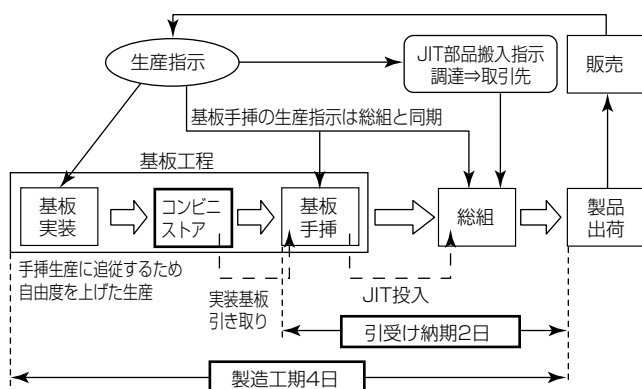 生産指示
JIT部品搬入指示
調達⇒取引先
販売
基板手挿の生産指示は総組と同期
基板工程
基板
実装
コンビニ
ストア
基板
手挿
総組
製品
出荷
手挿生産に追従するため
自由度を上げた生産
実装基板
引き取り
JIT投入
引受け納期2日
製造工期4日